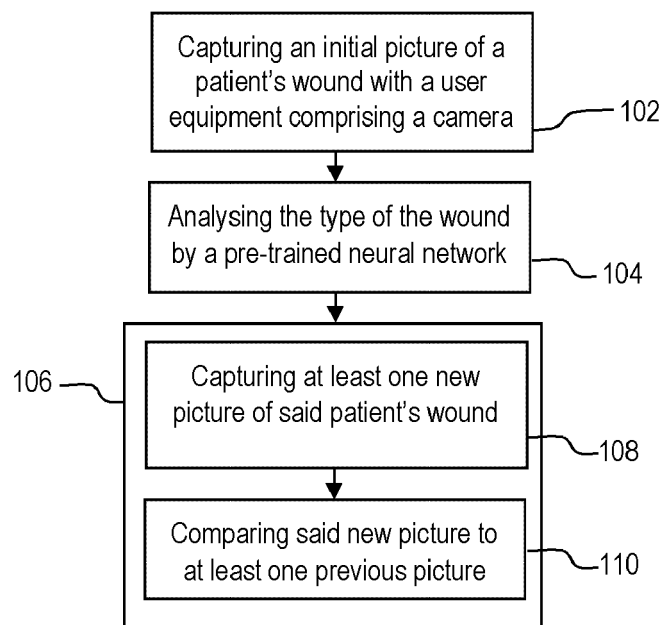 Capturing an initial picture of a
patient's wound with a user
equipment comprising a camera
102
Analysing the type of the wound
by a pre-trained neural network
104
106
Capturing at least one new
picture of said patient's wound
108
Comparing said new picture to
at least one previous picture
110